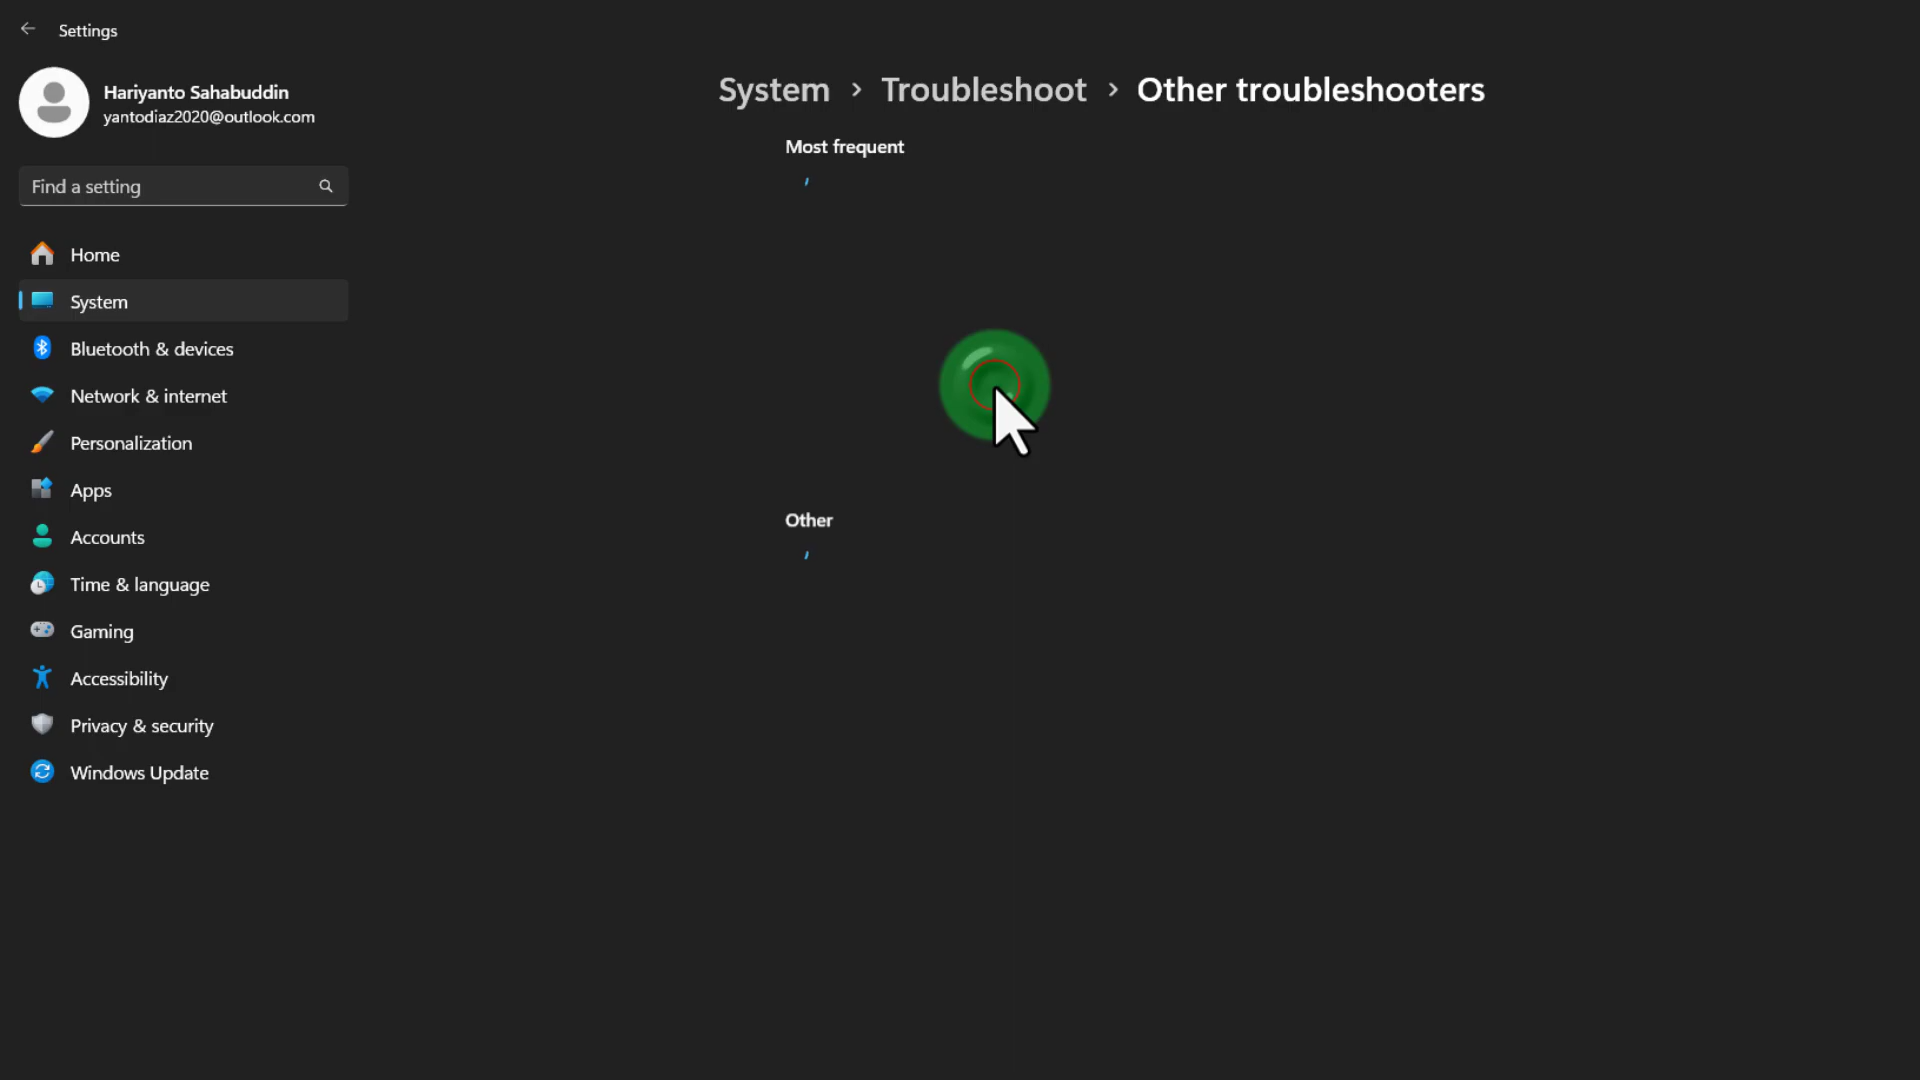 Settings
Hariyanto Sahabuddin
yantodiaz2020@outlook.com
Find a setting
Home
System
Bluetooth & devices
Network & internet
Personalization
Apps
Accounts
Time & language
Gaming
Accessibility
Privacy & security
Windows Update
System › Troubleshoot › Other troubleshooters
Most frequent
Other